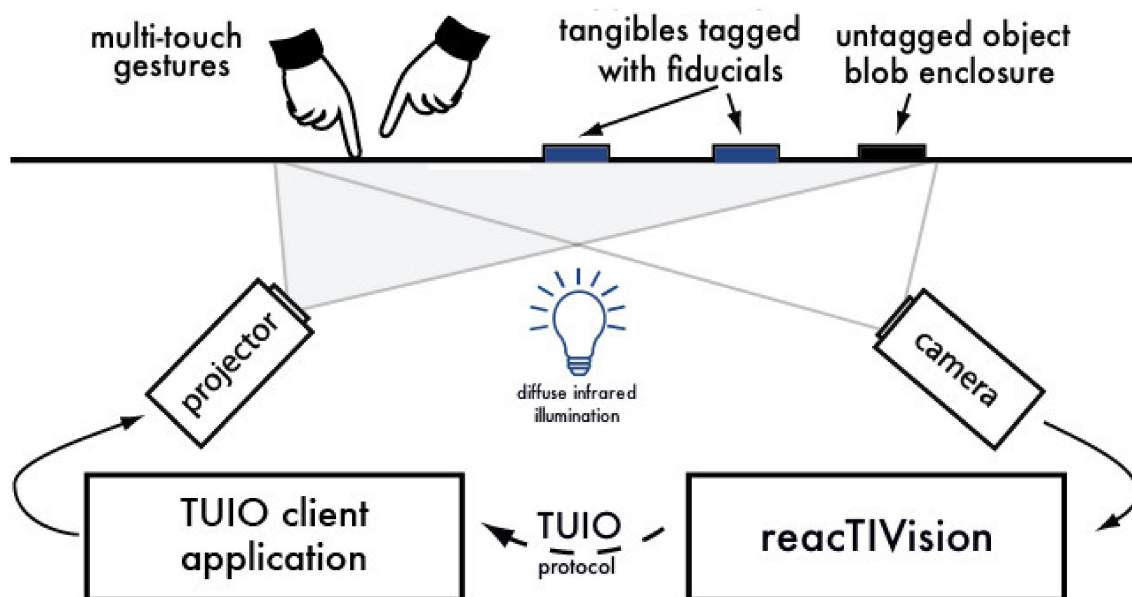 multi-touch
gestures
tangibles tagged
with fiducials
untagged object
blob enclosure
projector
diffuse infrared
illumination
camera
TUIO client
application
TUIO
protocol
reacTIVision